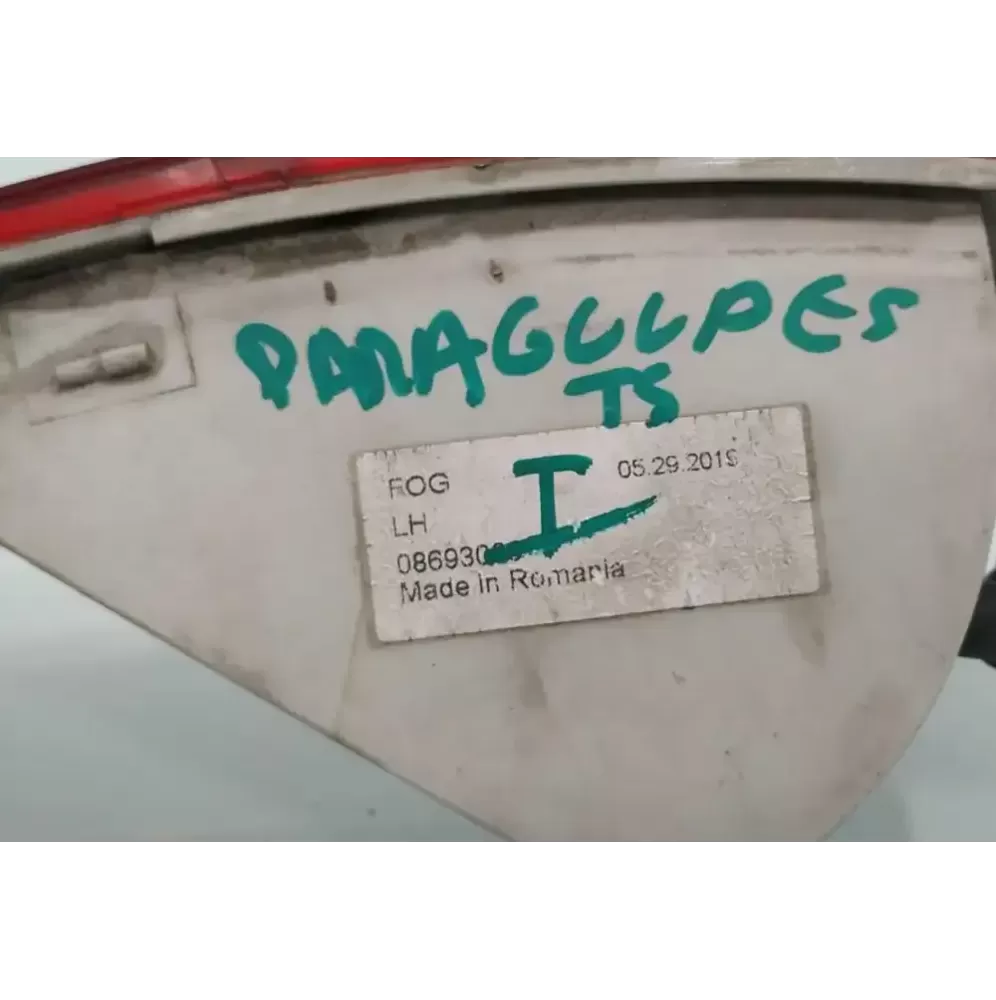 PARAGOLPES
TS
FOG
I
05.29.2019
LH
Made in Romania